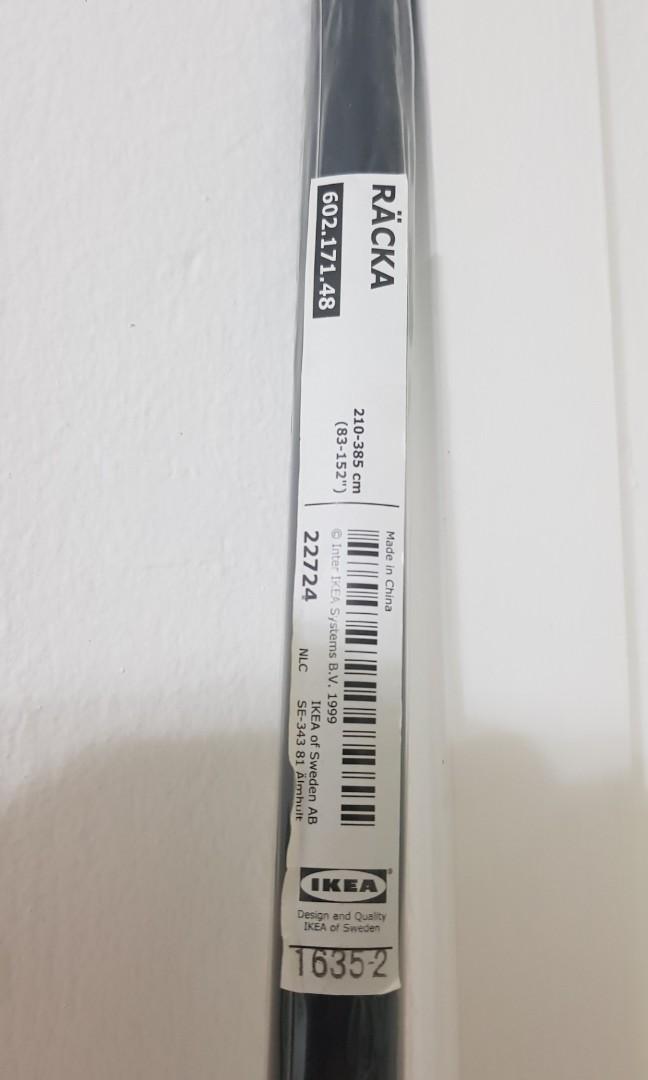 RÄCKA
602.171.48
210-385 cm
(83-152")
Made in China
© Inter IKEA Systems B.V. 1999
22724
NLC
IKEA of Sweden AB
SE-343 81 Älmhult
IKEA®
Design and Quality
IKEA of Sweden
1635-2